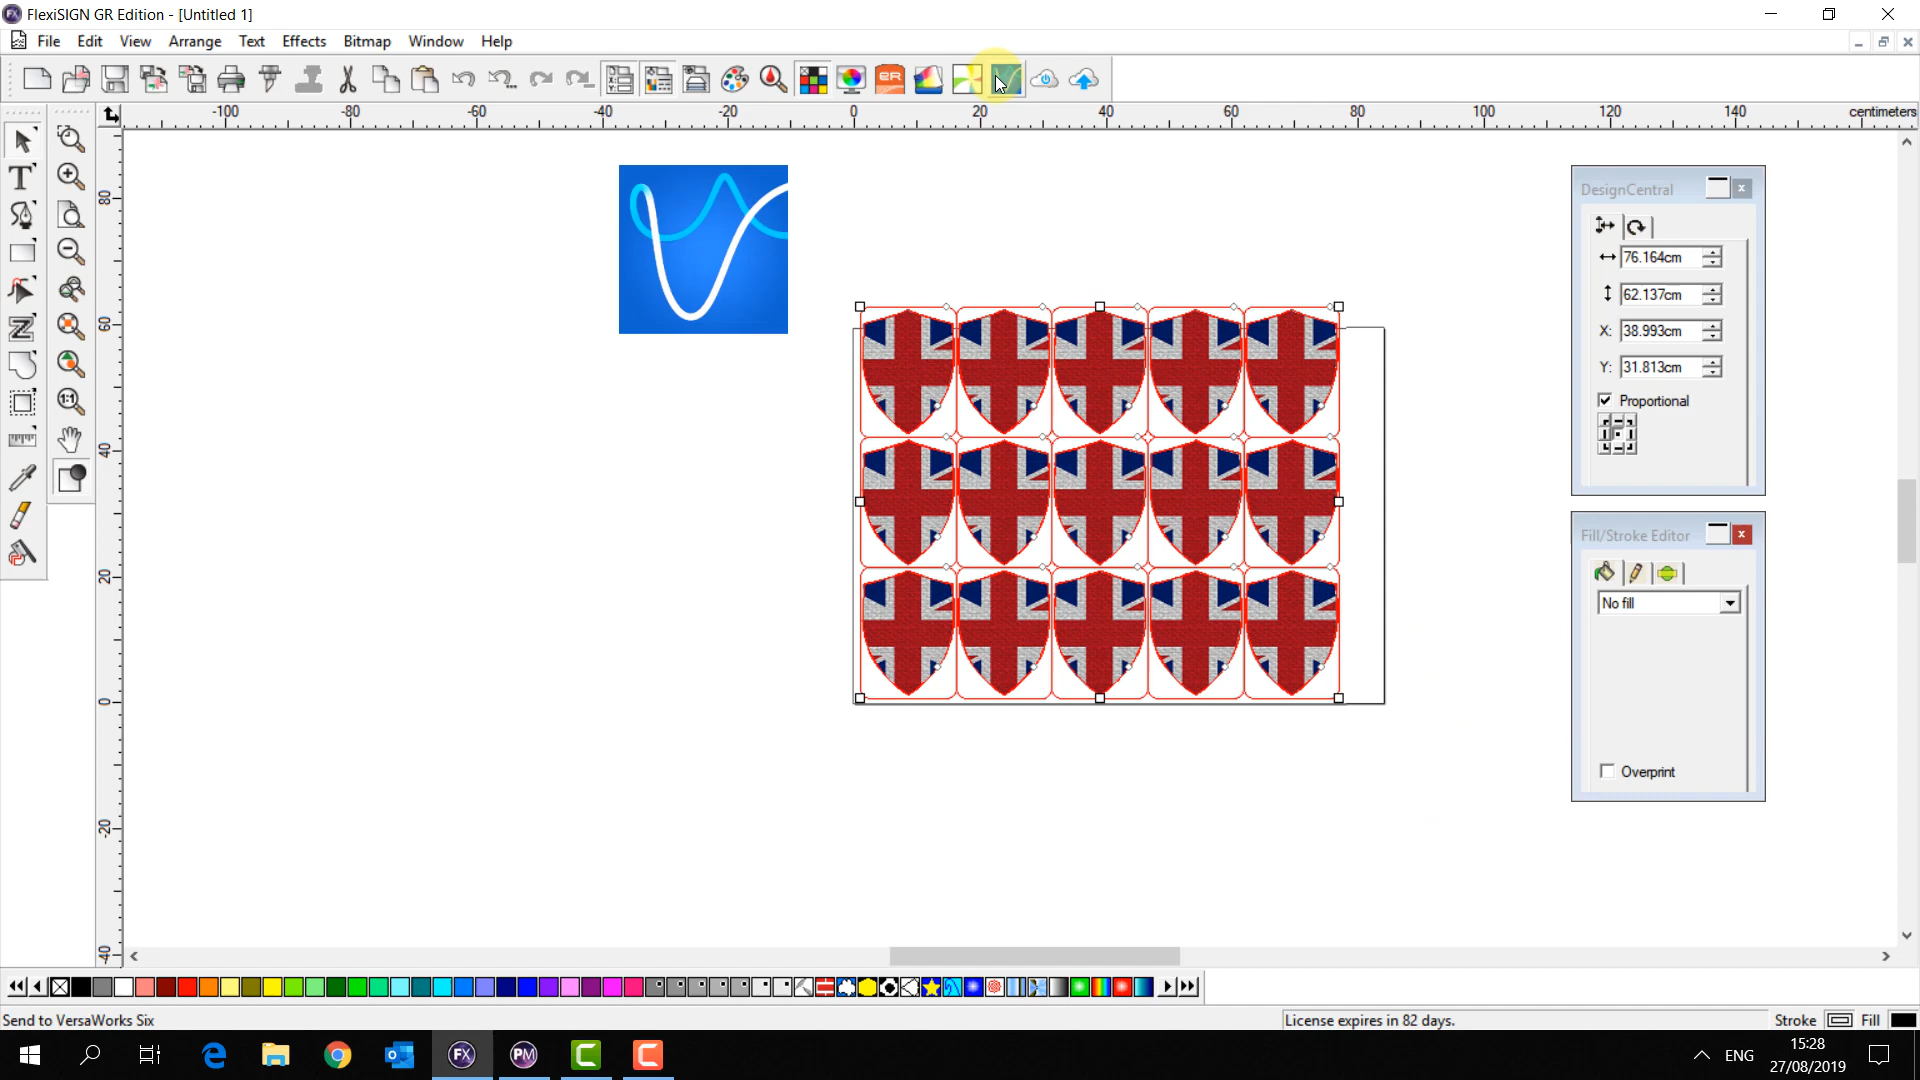 FlexiSIGN GR Edition - [Untitled 1]
File Edit View Arrange Text Effects Bitmap Window Help
-100 -80 -60 -40 -20 0 20 40 60 80 100 120 140 centimeters
80
60
40
20
0
-20
-40
DesignCentral
76.164cm
62.137cm
X: 38.993cm
Y: 31.813cm
Proportional
Fill/Stroke Editor
No fill
Overprint
Send to VersaWorks Six
License expires in 82 days.
Stroke Fill
FX PM
ENG
15:28
27/08/2019